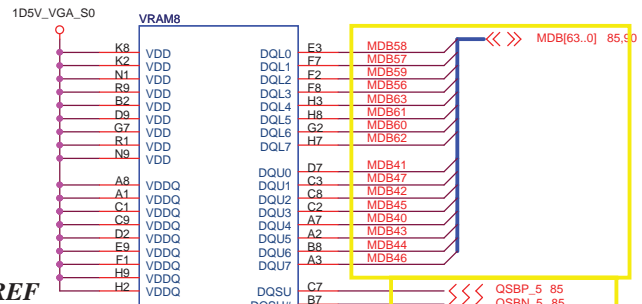 1D5V_VGA_S0
VRAM8
K8 VDD DQL0 E3 MDB58
K2 VDD DQL1 F7 MDB57
N1 VDD DQL2 F2 MDB59
R9 VDD DQL3 F8 MDB56
B2 VDD DQL4 H3 MDB63
D9 VDD DQL5 H8 MDB61
G7 VDD DQL6 G2 MDB60
R1 VDD DQL7 H7 MDB62
N9 VDD
MDB[63..0] 85,90
DQU0 D7 MDB41
A8 VDDQ DQU1 C3 MDB47
A1 VDDQ DQU2 C8 MDB42
C1 VDDQ DQU3 C2 MDB45
C9 VDDQ DQU4 A7 MDB40
D2 VDDQ DQU5 A2 MDB43
E9 VDDQ DQU6 B8 MDB44
F1 VDDQ DQU7 A3 MDB46
H9 VDDQ
H2 VDDQ DQSU C7 QSBP_5 85
REF
B7 QSBN_5 85